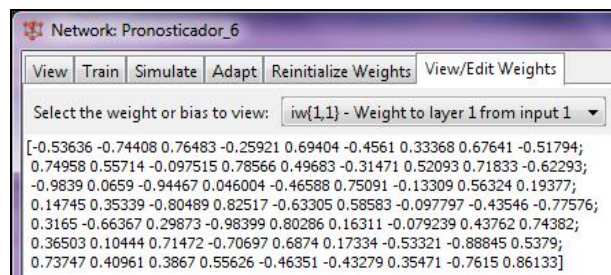 Network: Pronosticador_6
View Train Simulate Adapt Reinitialize Weights View/Edit Weights
Select the weight or bias to view: iw{1,1} - Weight to layer 1 from input 1
[-0.53636 -0.74408 0.76483 -0.25921 0.69404 -0.4561 0.33368 0.67641 -0.51794;
0.74958 0.55714 -0.097515 0.78566 0.49683 -0.31471 0.52093 0.71833 -0.62293;
-0.9839 0.0659 -0.94467 0.046004 -0.46588 0.75091 -0.13309 0.56324 0.19377;
0.14745 0.35339 -0.80489 0.82517 -0.63305 0.58583 -0.097797 -0.43546 -0.77576;
0.3165 -0.66367 0.29873 -0.98399 0.80286 0.16311 -0.079239 0.43762 0.74382;
0.36503 0.10444 0.71472 -0.70697 0.6874 0.17334 -0.53321 -0.88845 0.5379;
0.73747 0.40961 0.3867 0.55626 -0.46351 -0.43279 0.35471 -0.7615 0.86133]